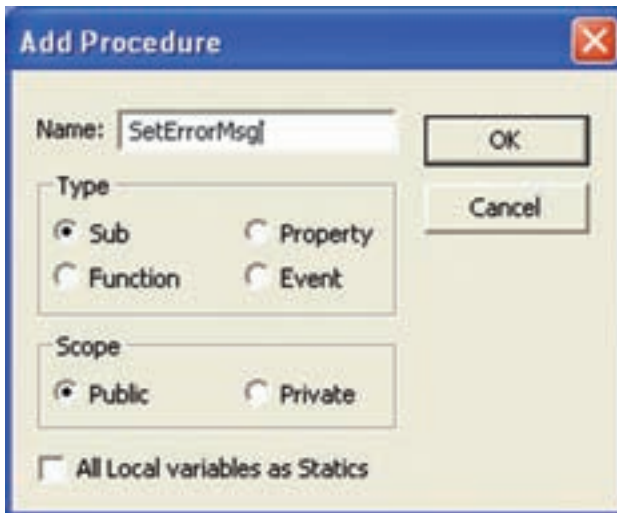 Add Procedure
Name: SetErrorMsg
OK
Type
Cancel
Sub Property
Function Event
Scope
Public Private
All Local variables as Statics